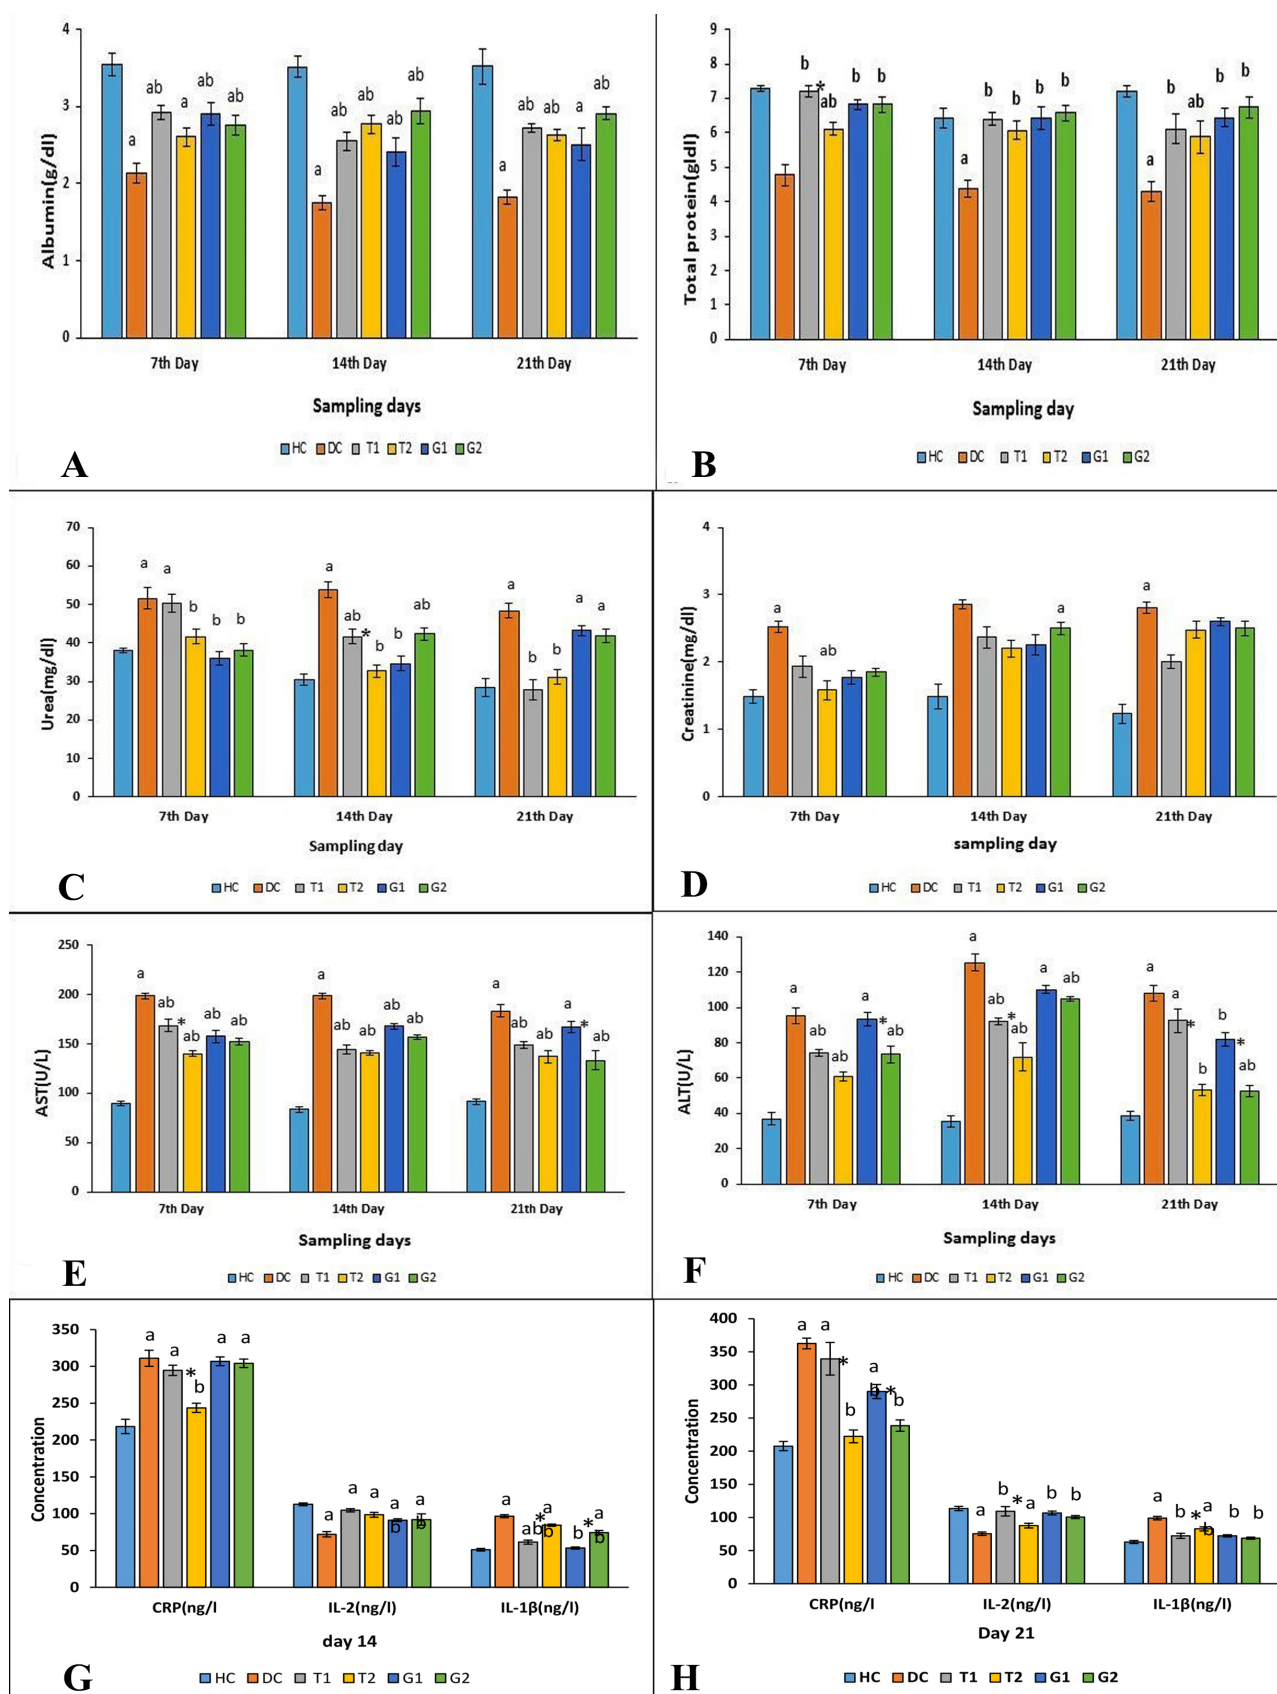 4
3
2
1
0
Albumin(g/dl)
a
ab
a
ab
ab
a
ab
ab
ab
ab
a
ab
ab
a
ab
7th Day 14th Day 21th Day
Sampling days
HC DC T1 T2 G1 G2
A
9
8
7
6
5
4
3
2
1
0
Total protein(gldl)
b
*
ab
b
b
a
b
b
b
b
a
ab
ab
b
b
7th Day 14th Day 21th Day
Sampling day
HC DC T1 T2 G1 G2
B
70
60
50
40
30
20
10
0
Urea(mg/dl)
a
a
b
b
b
a
ab
*
b
b
ab
a
b
b
a
a
7th Day 14th Day 21th Day
Sampling day
HC DC T1 T2 G1 G2
C
4
3
2
1
0
Creatinine(mg/dl)
a
ab
a
a
7th Day 14th Day 21th Day
sampling day
HC DC T1 T2 G1 G2
D
250
200
150
100
50
0
AST(U/L)
a
ab
*
ab
ab
ab
a
ab
ab
ab
ab
a
ab
ab
a
*
ab
7th Day 14th Day 21th Day
Sampling days
HC DC T1 T2 G1 G2
E
140
120
100
80
60
40
20
0
ALT(U/L)
a
ab
ab
a
*
ab
a
ab
*
ab
a
ab
a
a
*
b
b
*
ab
7th Day 14th Day 21th Day
Sampling days
HC DC T1 T2 G1 G2
F
350
300
250
200
150
100
50
0
Concentration
a
a
*
b
a
a
a
a
a
a
b
a
b
a
ab
*
a
b
b
*
a
b
CRP(ng/l IL-2(ng/l) IL-1β(ng/l)
day 14
HC DC T1 T2 G1 G2
G
400
350
300
250
200
150
100
50
0
Concentration
a
a
*
b
a
b
*
b
a
b
*
a
b
b
a
b
*
a
b
b
b
CRP(ng/l IL-2(ng/l) IL-1β(ng/l)
Day 21
HC DC T1 T2 G1 G2
H